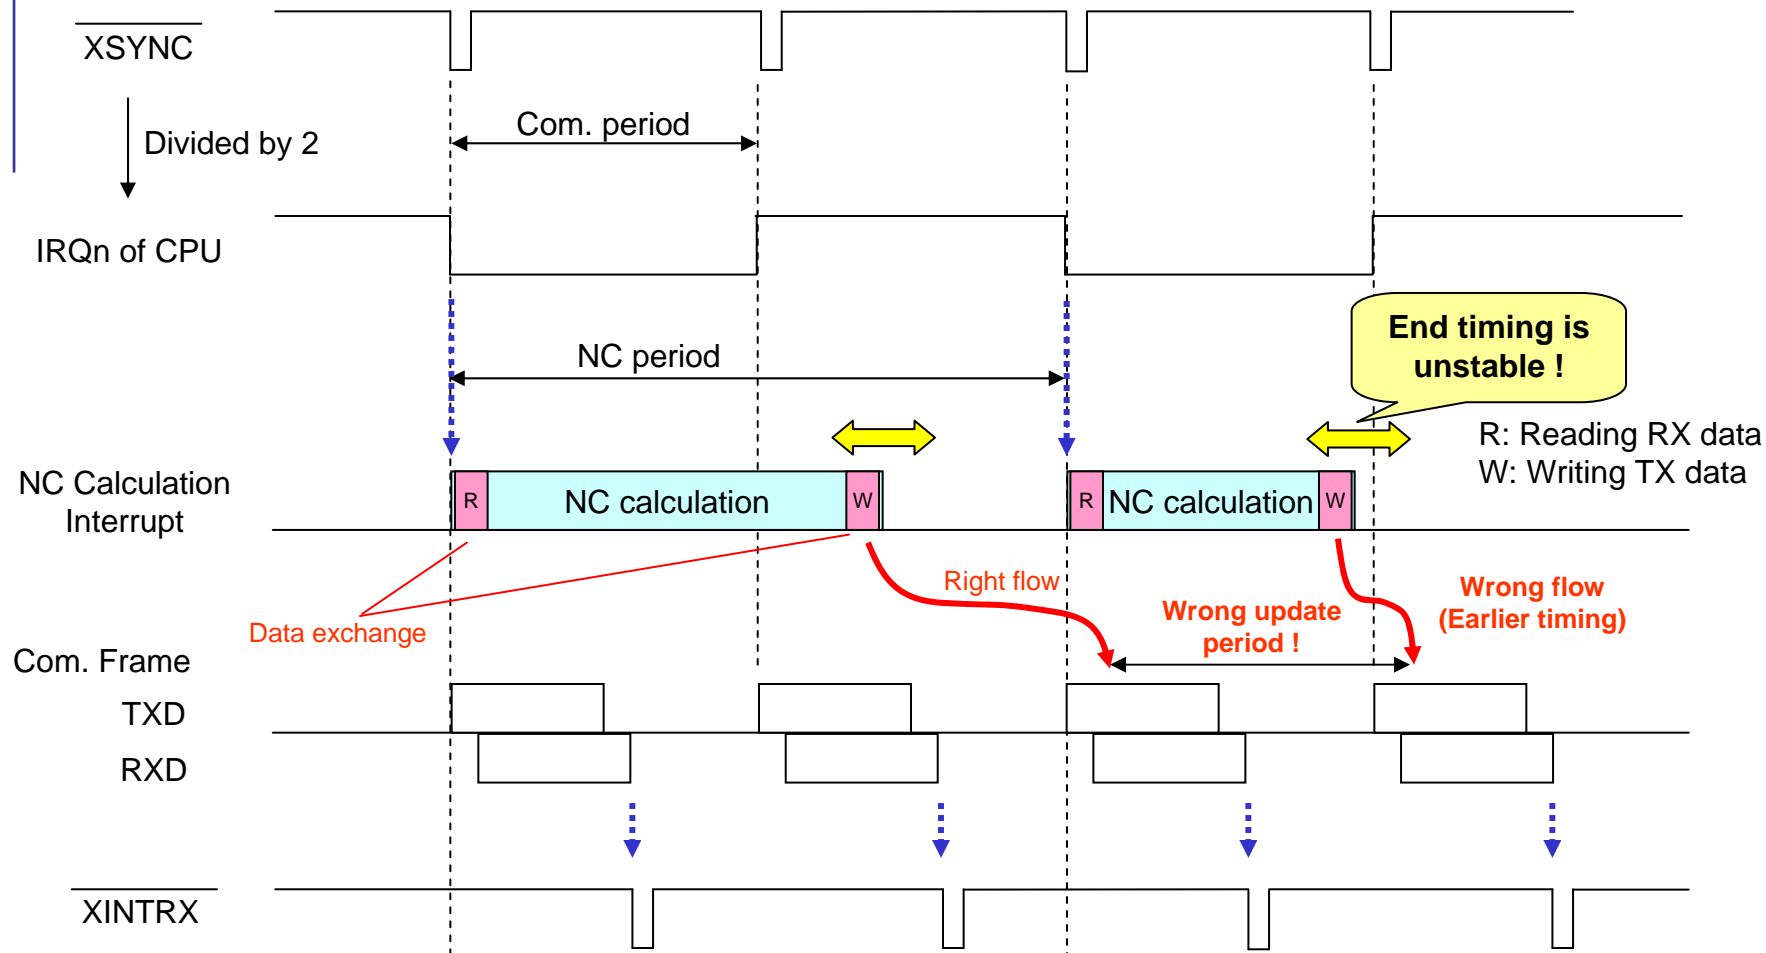 XSYNC
Com. period
Divided by 2
IRQn of CPU
End timing is
unstable !
NC period
R: Reading RX data
W: Writing TX data
NC Calculation
Interrupt
R
NC calculation
W
R
NC calculation
W
Right flow
Wrong flow
(Earlier timing)
Wrong update
period !
Data exchange
Com. Frame
TXD
RXD
XINTRX